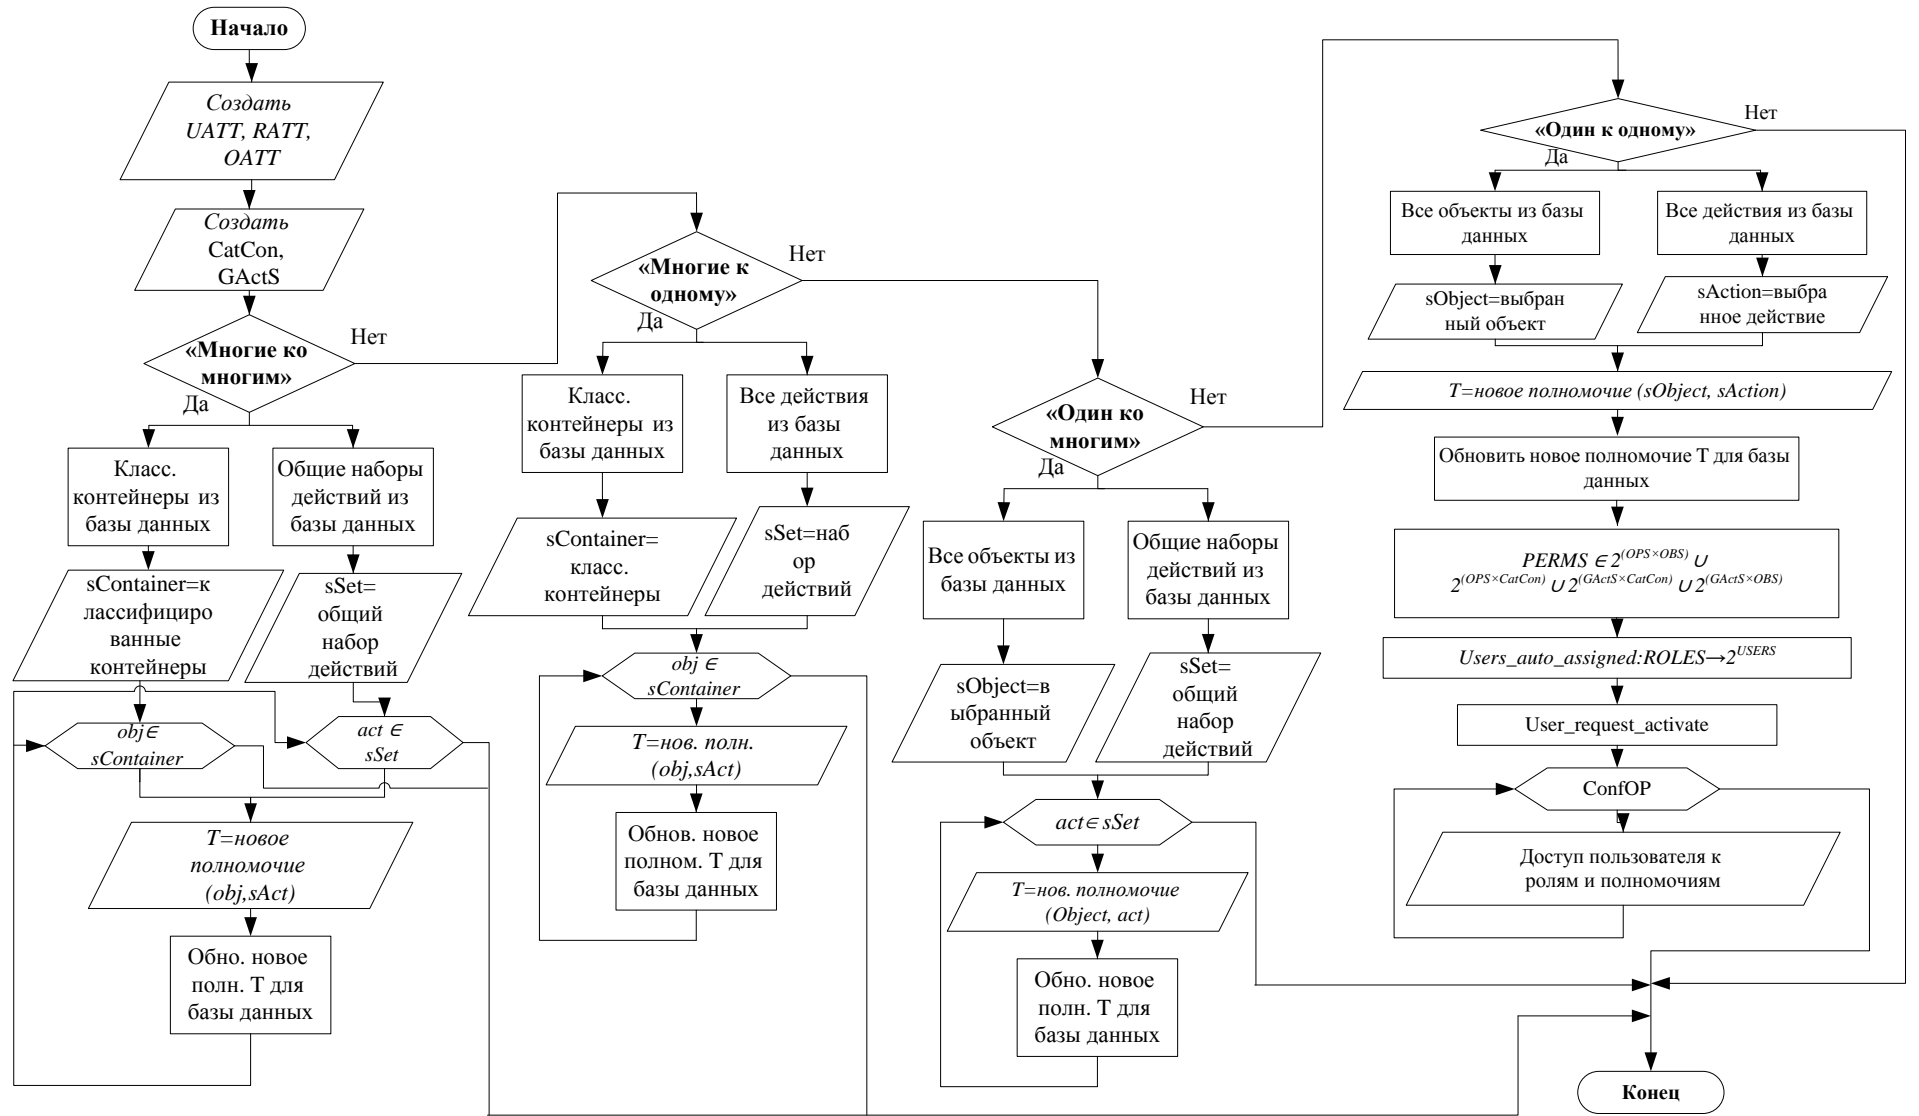 Начало
Создать
UATT, RATT,
OATT
Создать
CatCon,
GActS
«Многие ко
многим»
Нет
Да
Класс.
контейнеры из
базы данных
Общие наборы
действий из
базы данных
sContainer=к
лассифициро
ванные
контейнеры
sSet=
общий
набор
действий
obj∈
sContainer
act ∈
sSet
T=новое
полномочие
(obj,sAct)
Обно. новое
полн. T для
базы данных
«Многие к
одному»
Нет
Да
Класс.
контейнеры из
базы данных
Все действия
из базы
данных
sContainer=
класс.
контейнеры
sSet=наб
ор
действий
obj ∈
sContainer
T=нов. полн.
(obj,sAct)
Обнов. новое
полном. T для
базы данных
«Один ко
многим»
Нет
Да
Все объекты из
базы данных
Общие наборы
действий из
базы данных
sObject=в
ыбранный
объект
sSet=
общий
набор
действий
act∈ sSet
T=нов. полномочие
(Object, act)
Обно. новое
полн. T для
базы данных
«Один к одному»
Нет
Да
Все объекты из базы
данных
Все действия из базы
данных
sObject=выбран
ный объект
sAction=выбра
нное действие
T=новое полномочие (sObject, sAction)
Обновить новое полномочие T для базы
данных
PERMS ∈ 2^(OPS×OBS) ∪
2^(OPS×CatCon) ∪ 2^(GActS×CatCon) ∪ 2^(GActS×OBS)
Users_auto_assigned:ROLES→2^USERS
User_request_activate
ConfOP
Доступ пользователя к
ролям и полномочиям
Конец